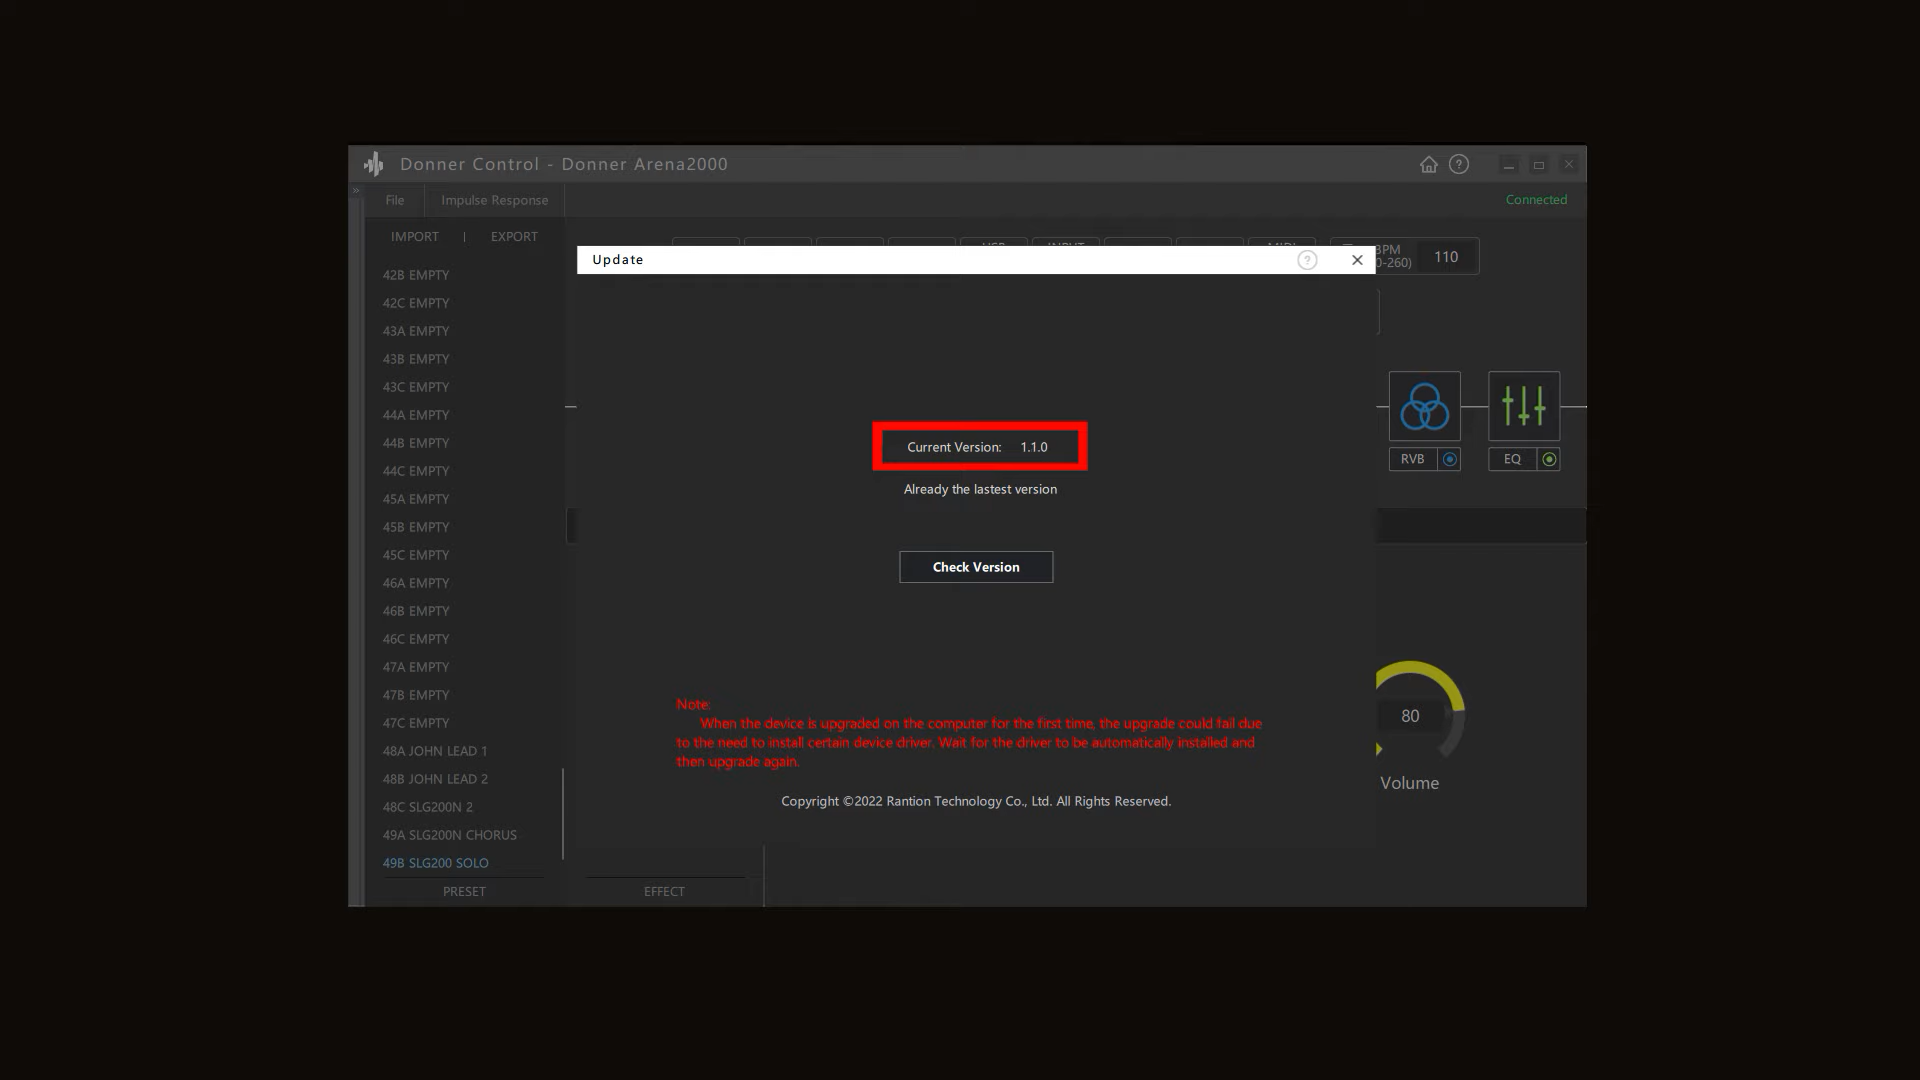 Donner Control - Donner Arena2000
File
Impulse Response
Connected
IMPORT | EXPORT
BPM
110
Update
42B EMPTY
42C EMPTY
43A EMPTY
43B EMPTY
43C EMPTY
44A EMPTY
44B EMPTY
44C EMPTY
45A EMPTY
45B EMPTY
45C EMPTY
46A EMPTY
46B EMPTY
46C EMPTY
47A EMPTY
47B EMPTY
47C EMPTY
48A JOHN LEAD 1
48B JOHN LEAD 2
48C SLG200N 2
49A SLG200N CHORUS
49B SLG200 SOLO
PRESET
EFFECT
Current Version: 1.1.0
Already the lastest version
Check Version
Note:
When the device is upgraded on the computer for the first time, the upgrade could fail due
to the need to install certain device driver. Wait for the driver to be automatically installed and
then upgrade again.
Copyright ©2022 Rantion Technology Co., Ltd. All Rights Reserved.
RVB
EQ
80
Volume